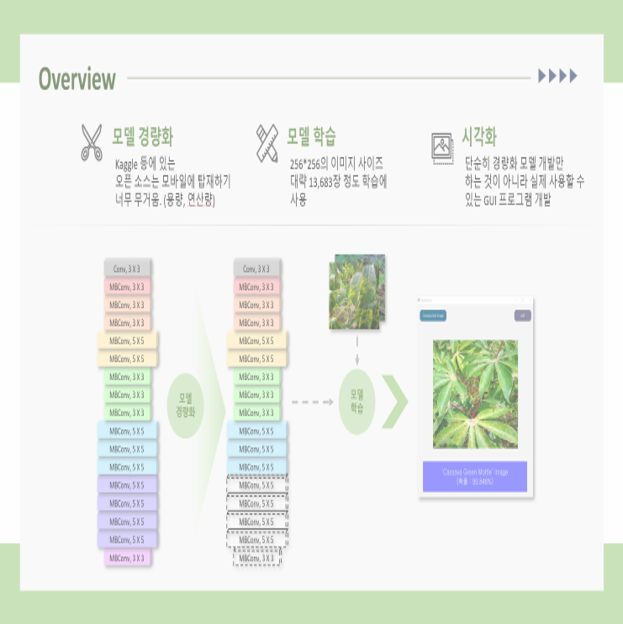 Overview
모델 경량화
Kaggle 등에 있는
오픈 소스는 모바일에 탑재하기
너무 무거움. (용량, 연산량)
모델 학습
256*256의 이미지 사이즈
대략 13,683장 정도 학습에
사용
시각화
단순히 경량화 모델 개발만
하는 것이 아니라 실제 사용할 수
있는 GUI 프로그램 개발
Conv, 3 X 3
MBConv, 3 X 3
MBConv, 3 X 3
MBConv, 3 X 3
MBConv, 5 X 5
MBConv, 5 X 5
MBConv, 3 X 3
MBConv, 3 X 3
MBConv, 3 X 3
MBConv, 5 X 5
MBConv, 5 X 5
MBConv, 5 X 5
MBConv, 5 X 5
MBConv, 5 X 5
MBConv, 5 X 5
MBConv, 5 X 5
MBConv, 3 X 3
모델
경량화
Conv, 3 X 3
MBConv, 3 X 3
MBConv, 3 X 3
MBConv, 3 X 3
MBConv, 5 X 5
MBConv, 5 X 5
MBConv, 3 X 3
MBConv, 3 X 3
MBConv, 3 X 3
MBConv, 5 X 5
MBConv, 5 X 5
MBConv, 5 X 5
MBConv, 5 X 5
MBConv, 5 X 5
MBConv, 5 X 5
MBConv, 5 X 5
MBConv, 3 X 3
모델
학습
"Cassava Green Mottle" Image